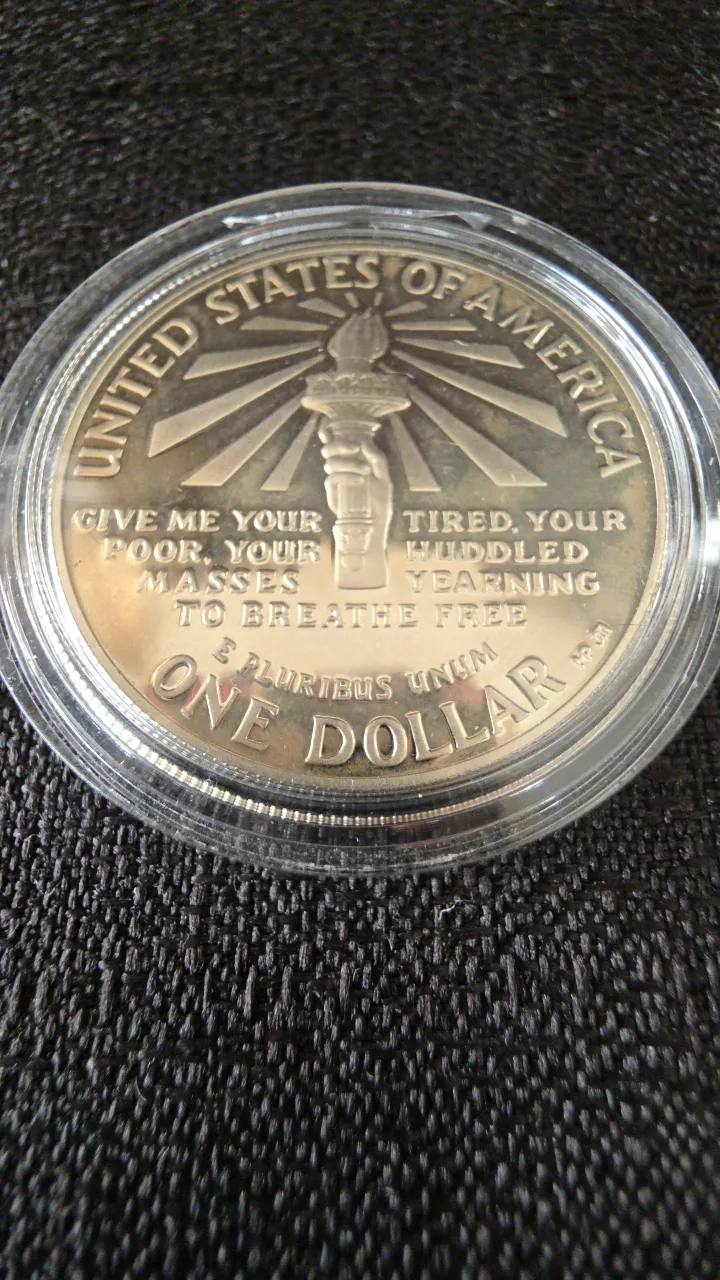 UNITED STATES OF AMERICA
GIVE ME YOUR TIRED, YOUR
POOR, YOUR HUDDLED
MASSES YEARNING
TO BREATHE FREE
E PLURIBUS UNUM
ONE DOLLAR